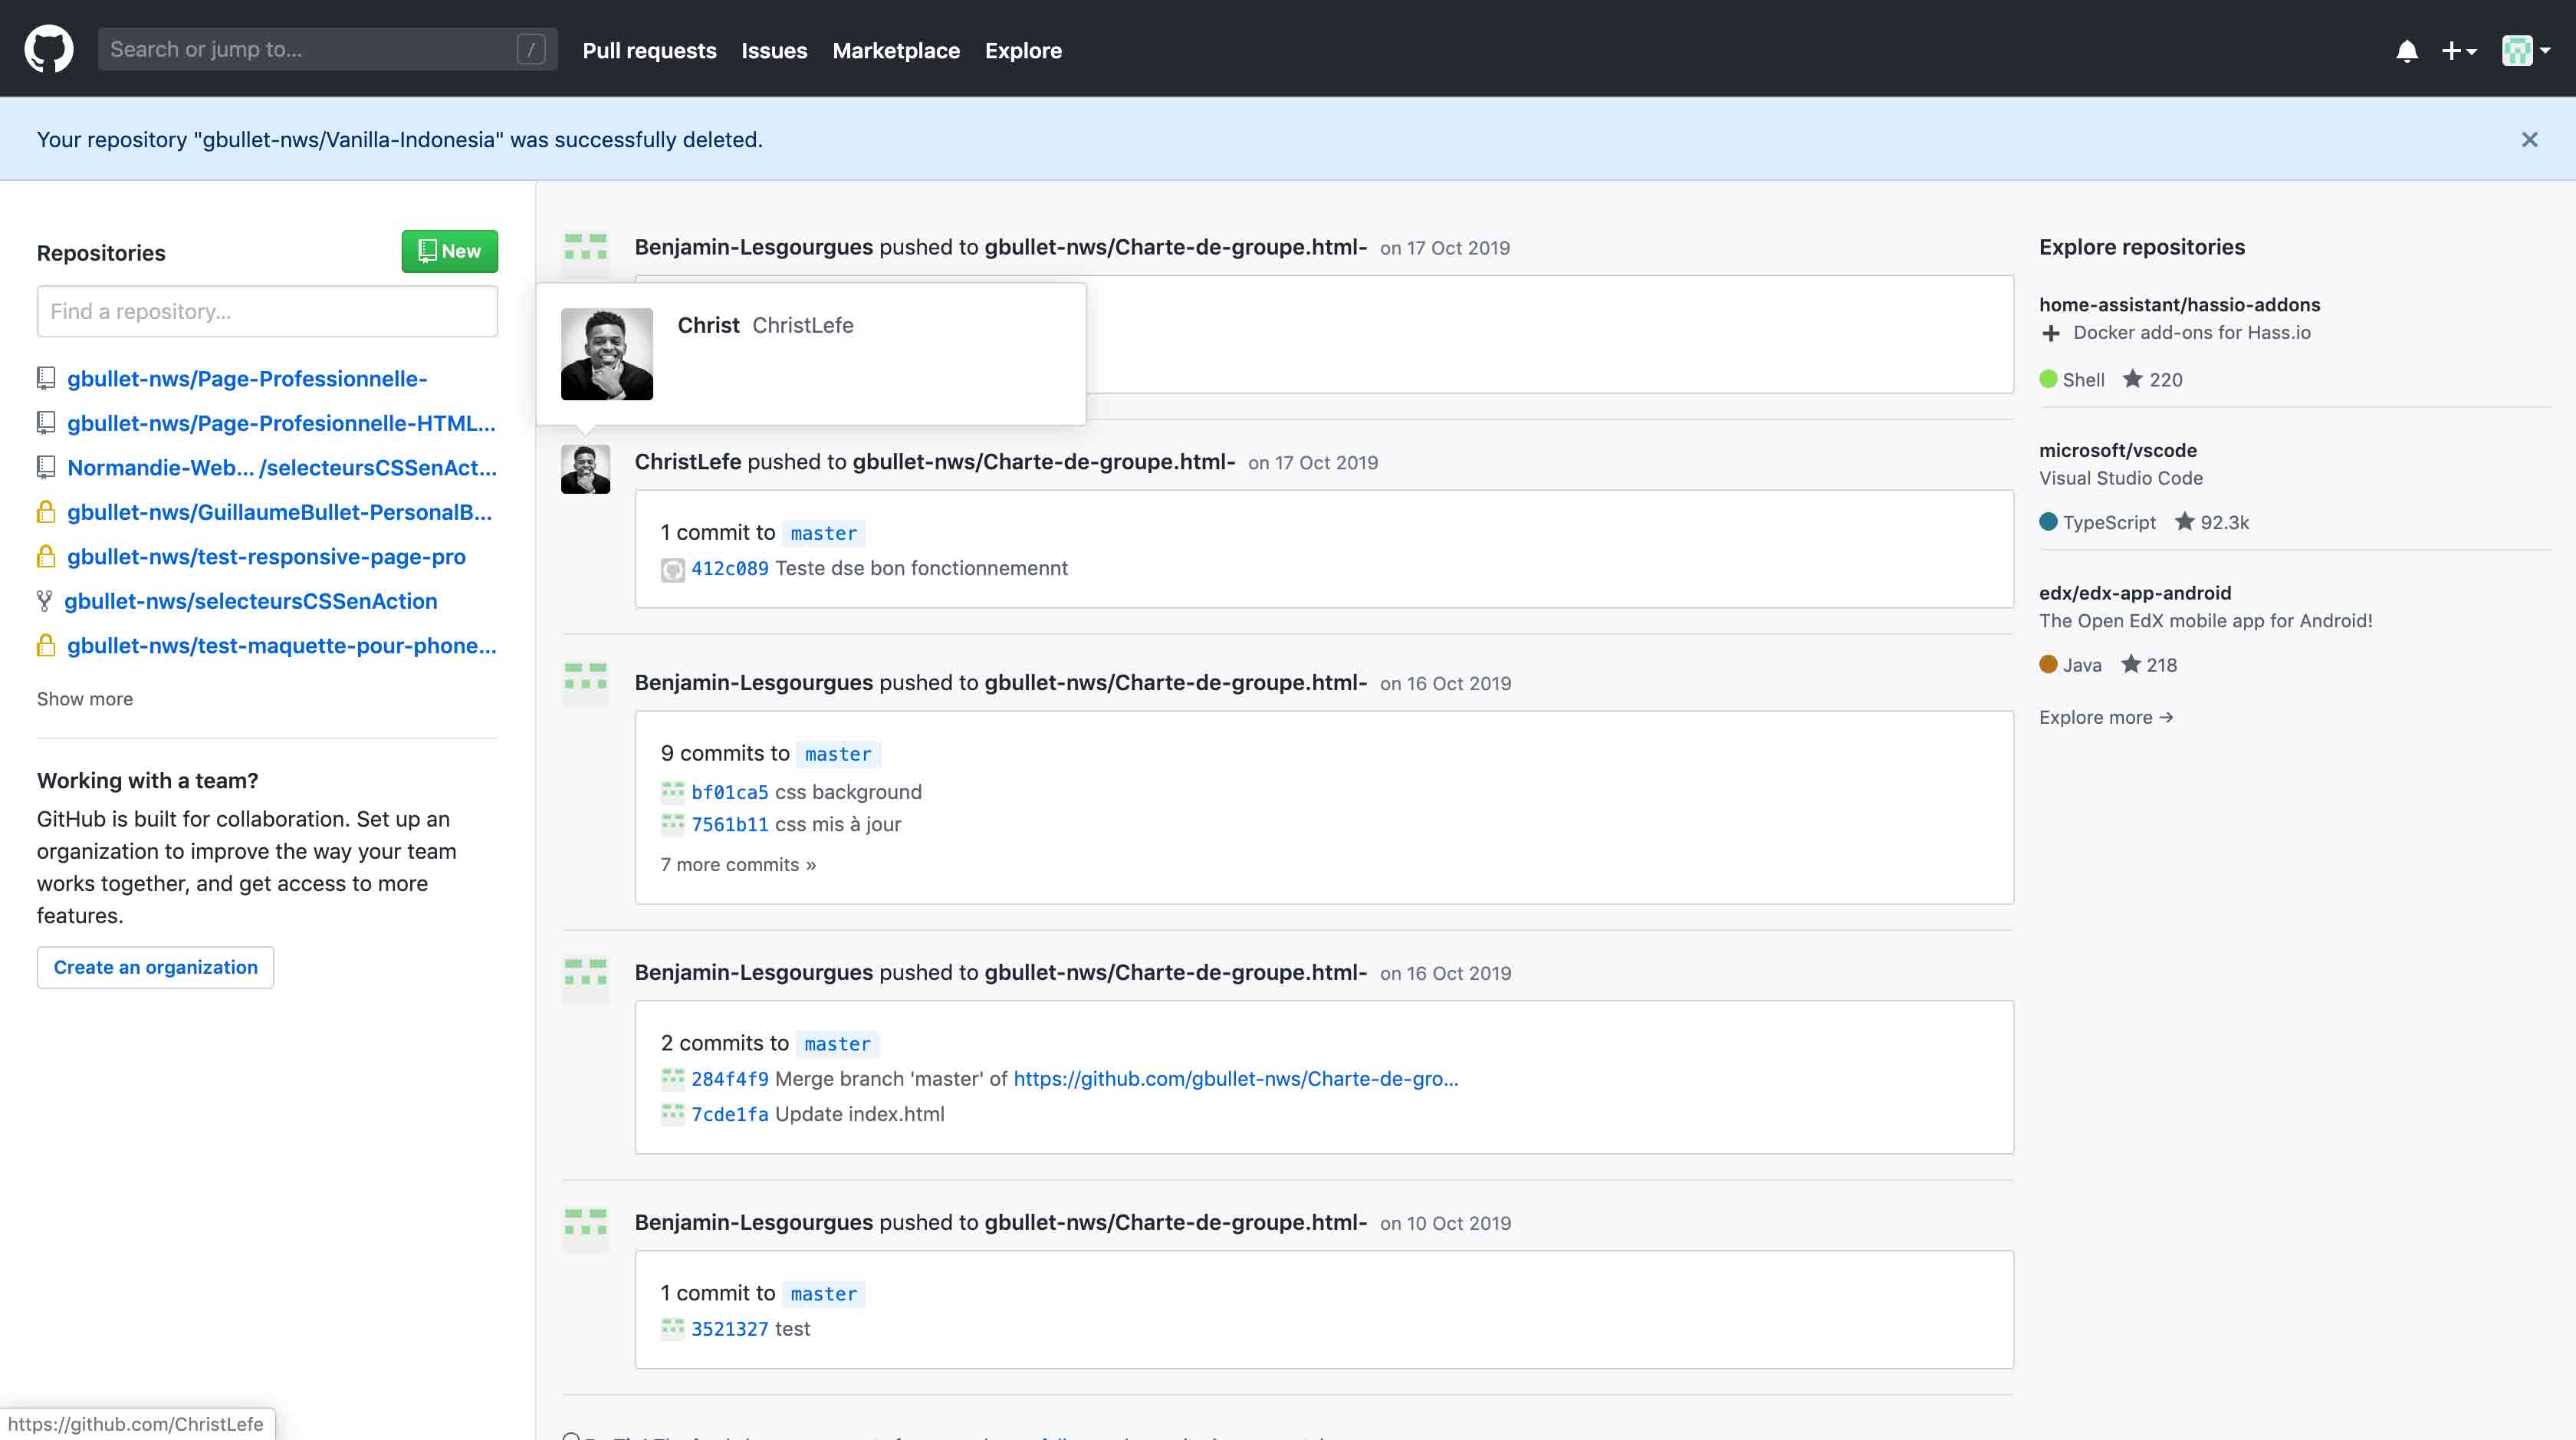 Search or jump to...
/
Pull requests
Issues
Marketplace
Explore
Your repository "gbullet-nws/Vanilla-Indonesia" was successfully deleted.
Repositories
New
Find a repository...
gbullet-nws/Page-Professionnelle-
gbullet-nws/Page-Profesionnelle-HTML...
Normandie-Web... /selecteursCSSenAct...
gbullet-nws/GuillaumeBullet-PersonalB...
gbullet-nws/test-responsive-page-pro
gbullet-nws/selecteursCSSenAction
gbullet-nws/test-maquette-pour-phone...
Show more
Working with a team?
GitHub is built for collaboration. Set up an
organization to improve the way your team
works together, and get access to more
features.
Create an organization
Benjamin-Lesgourgues pushed to gbullet-nws/Charte-de-groupe.html- on 17 Oct 2019
Christ ChristLefe
ChristLefe pushed to gbullet-nws/Charte-de-groupe.html- on 17 Oct 2019
1 commit to master
412c089 Teste dse bon fonctionnemennt
Benjamin-Lesgourgues pushed to gbullet-nws/Charte-de-groupe.html- on 16 Oct 2019
9 commits to master
bf01ca5 css background
7561b11 css mis à jour
7 more commits »
Benjamin-Lesgourgues pushed to gbullet-nws/Charte-de-groupe.html- on 16 Oct 2019
2 commits to master
284f4f9 Merge branch 'master' of https://github.com/gbullet-nws/Charte-de-gro...
7cde1fa Update index.html
Benjamin-Lesgourgues pushed to gbullet-nws/Charte-de-groupe.html- on 10 Oct 2019
1 commit to master
3521327 test
Explore repositories
home-assistant/hassio-addons
Docker add-ons for Hass.io
Shell 220
microsoft/vscode
Visual Studio Code
TypeScript 92.3k
edx/edx-app-android
The Open EdX mobile app for Android!
Java 218
Explore more →
https://github.com/ChristLefe